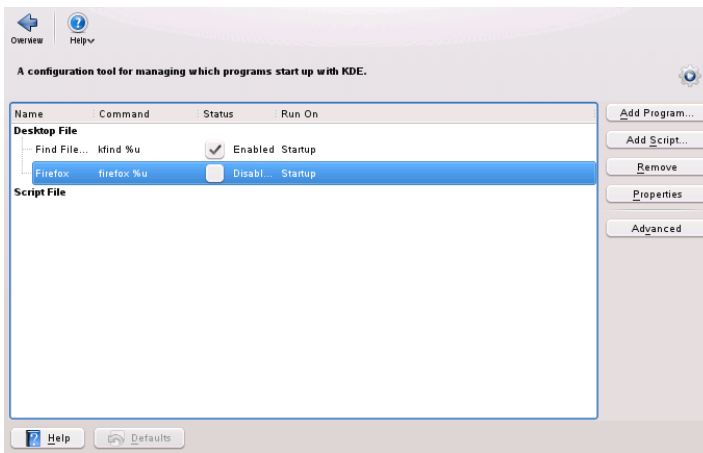 Overview Help
A configuration tool for managing which programs start up with KDE.
Name Command Status Run On
Desktop File
Find File... kfind %u Enabled Startup
Firefox firefox %u Disabl... Startup
Script File
Add Program...
Add Script...
Remove
Properties
Advanced
Help Defaults